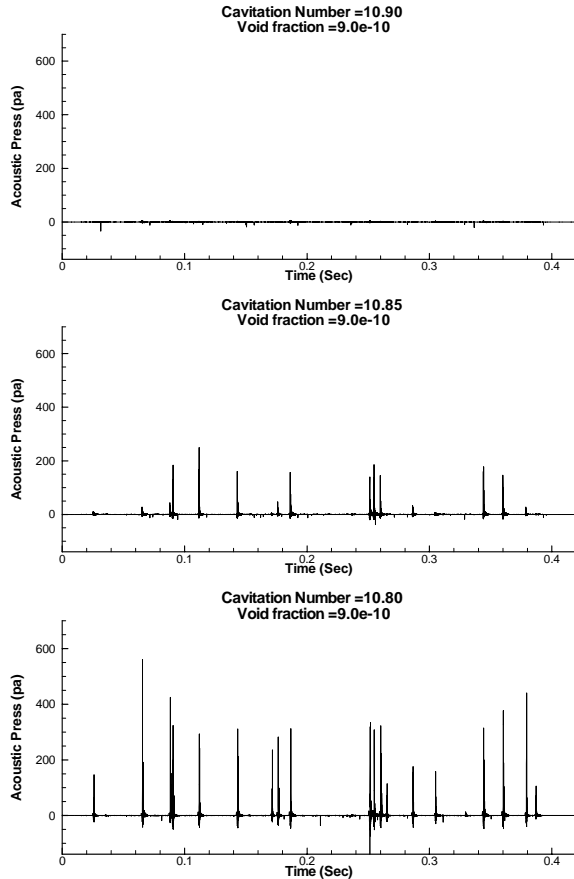 Cavitation Number =10.90
Void fraction =9.0e-10
Acoustic Press (pa)
600
400
200
0
0 0.1 0.2 0.3 0.4
Time (Sec)
Cavitation Number =10.85
Void fraction =9.0e-10
Acoustic Press (pa)
600
400
200
0
0 0.1 0.2 0.3 0.4
Time (Sec)
Cavitation Number =10.80
Void fraction =9.0e-10
Acoustic Press (pa)
600
400
200
0
0 0.1 0.2 0.3 0.4
Time (Sec)